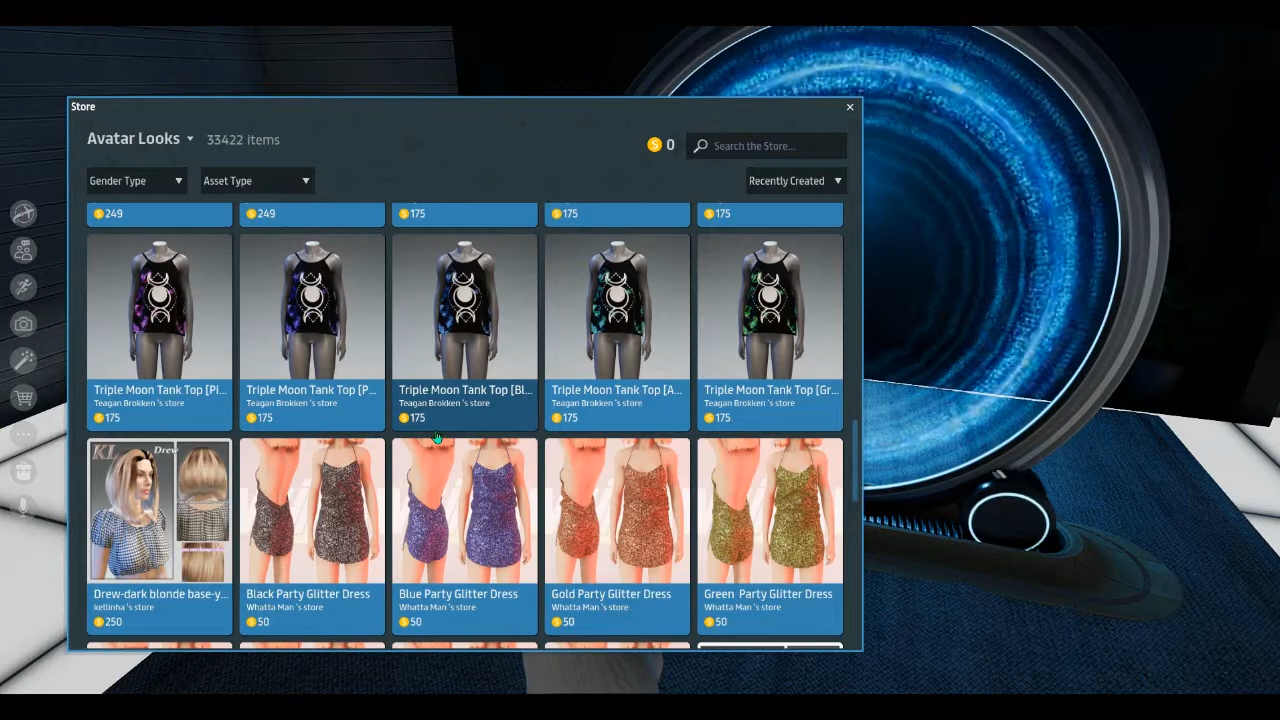 Store
Avatar Looks 33422 items
0
Search the Store...
Gender Type
Asset Type
Recently Created
249
249
175
175
175
Triple Moon Tank Top [Pi...
Teagan Brokken 's store
175
Triple Moon Tank Top [P...
Teagan Brokken 's store
175
Triple Moon Tank Top [Bl...
Teagan Brokken 's store
175
Triple Moon Tank Top [A...
Teagan Brokken 's store
175
Triple Moon Tank Top [Gr...
Teagan Brokken 's store
175
KL Drew
Drew-dark blonde base-y...
kellinha 's store
250
Black Party Glitter Dress
Whatta Man 's store
50
Blue Party Glitter Dress
Whatta Man 's store
50
Gold Party Glitter Dress
Whatta Man 's store
50
Green Party Glitter Dress
Whatta Man 's store
50